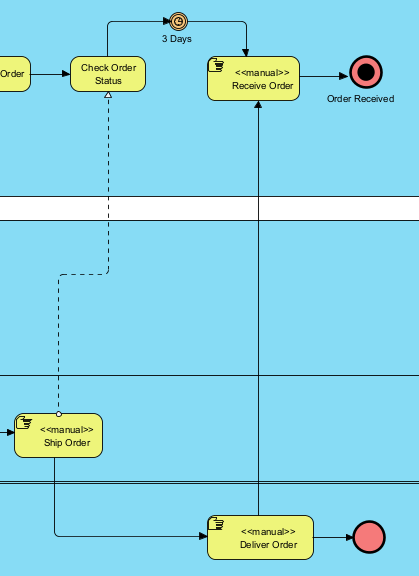 3 Days
Order
Check Order
Status
<<manual>>
Receive Order
Order Received
<<manual>>
Ship Order
<<manual>>
Deliver Order